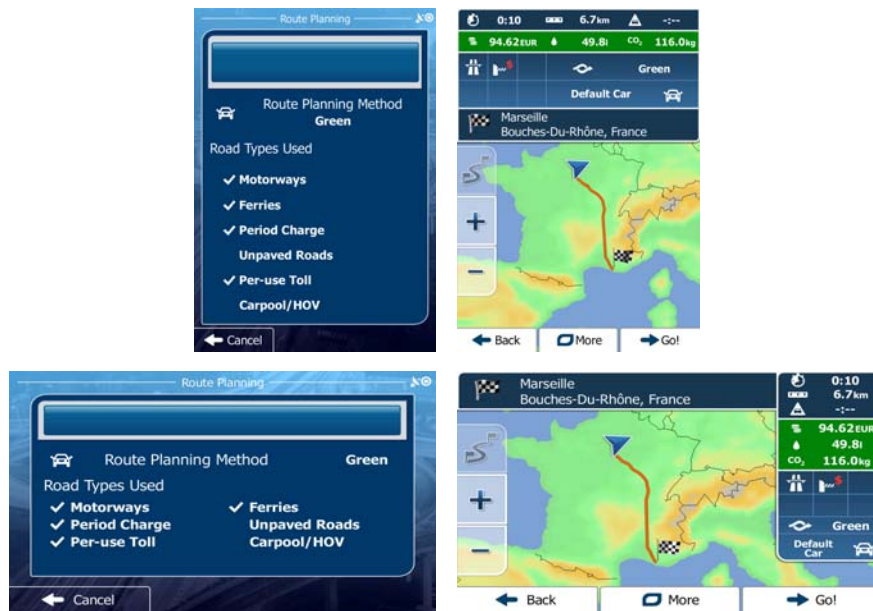 Route Planning
Route Planning Method
Green
Road Types Used
Motorways
Ferries
Period Charge
Unpaved Roads
Per-use Toll
Carpool/HOV
Cancel
0:10 6.7km -:--
94.62EUR 49.8l CO₂ 116.0kg
Green
Default Car
Marseille
Bouches-Du-Rhône, France
+
-
Back More Go!
Route Planning
Route Planning Method Green
Road Types Used
Motorways Ferries
Period Charge Unpaved Roads
Per-use Toll Carpool/HOV
Cancel
Marseille
Bouches-Du-Rhône, France
0:10
6.7km
-:--
94.62EUR
49.8l
CO₂ 116.0kg
Green
Default
Car
+
-
Back More Go!